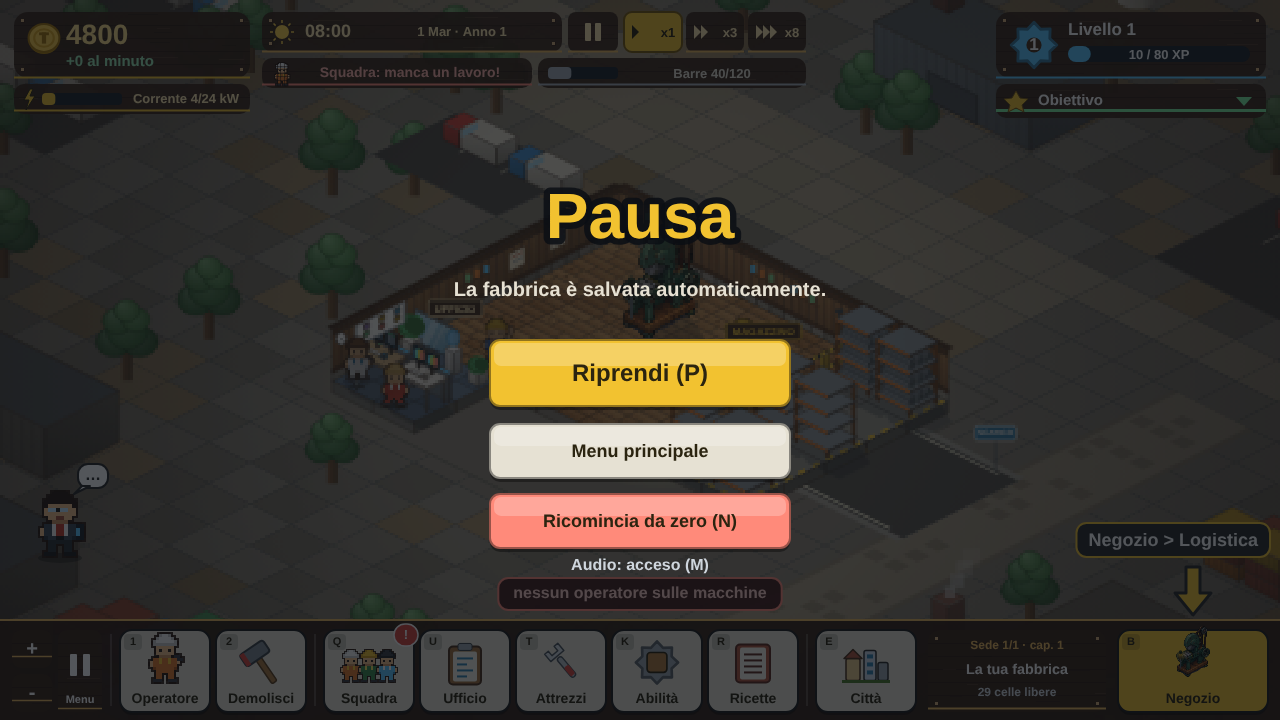 4800
+0 al minuto
Corrente 4/24 kW
08:00
1 Mar · Anno 1
x1
x3
x8
Squadra: manca un lavoro!
Barre 40/120
1
Livello 1
10 / 80 XP
Obiettivo
Pausa
La fabbrica è salvata automaticamente.
UFFICIO
MAGAZZINO
Riprendi (P)
Menu principale
Ricomincia da zero (N)
Audio: acceso (M)
nessun operatore sulle macchine
...
Negozio > Logistica
+
-
Menu
1
Operatore
2
Demolisci
Q
!
Squadra
U
Ufficio
T
Attrezzi
K
Abilità
R
Ricette
E
Città
Sede 1/1 · cap. 1
La tua fabbrica
29 celle libere
B
Negozio